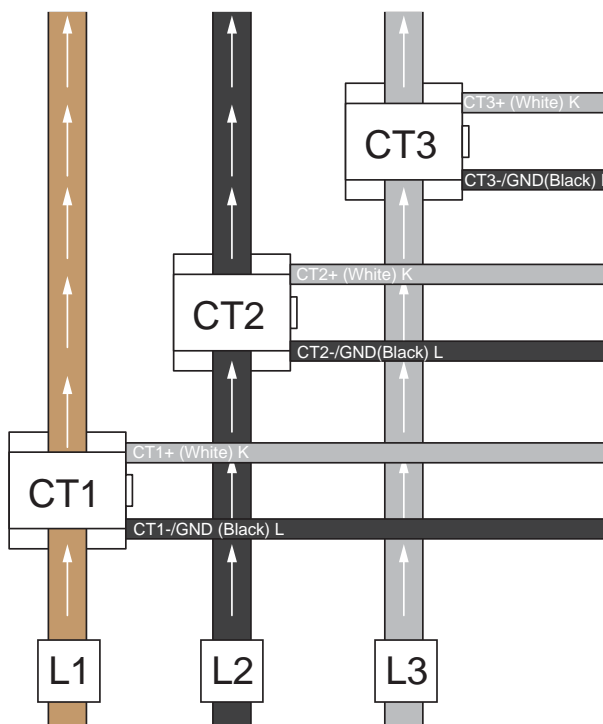 CT3+ (White) K
CT3
CT3-/GND(Black)
CT2+ (White) K
CT2
CT2-/GND(Black) L
CT1+ (White) K
CT1
CT1-/GND (Black) L
L1
L2
L3